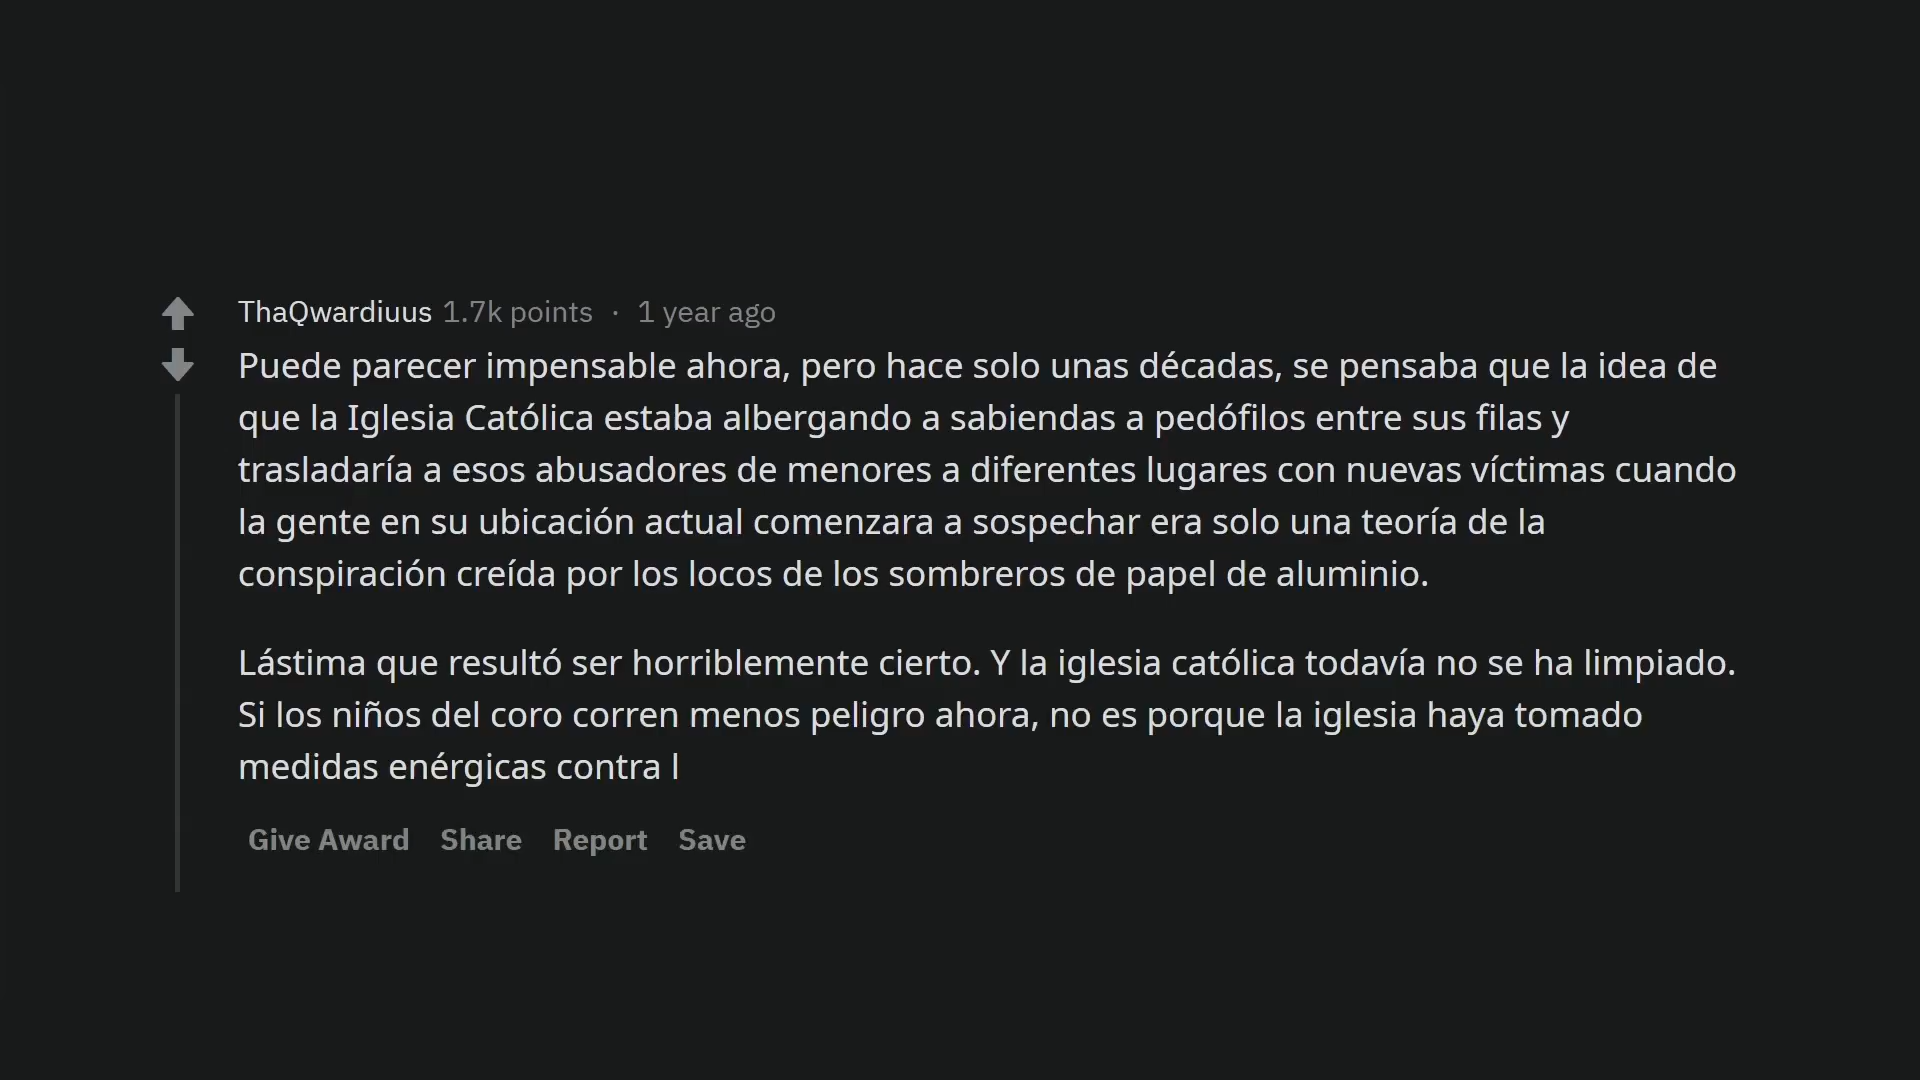 ThaQwardiuus 1.7k points · 1 year ago
Puede parecer impensable ahora, pero hace solo unas décadas, se pensaba que la idea de
que la Iglesia Católica estaba albergando a sabiendas a pedófilos entre sus filas y
trasladaría a esos abusadores de menores a diferentes lugares con nuevas víctimas cuando
la gente en su ubicación actual comenzara a sospechar era solo una teoría de la
conspiración creída por los locos de los sombreros de papel de aluminio.
Lástima que resultó ser horriblemente cierto. Y la iglesia católica todavía no se ha limpiado.
Si los niños del coro corren menos peligro ahora, no es porque la iglesia haya tomado
medidas enérgicas contra l
Give Award Share Report Save